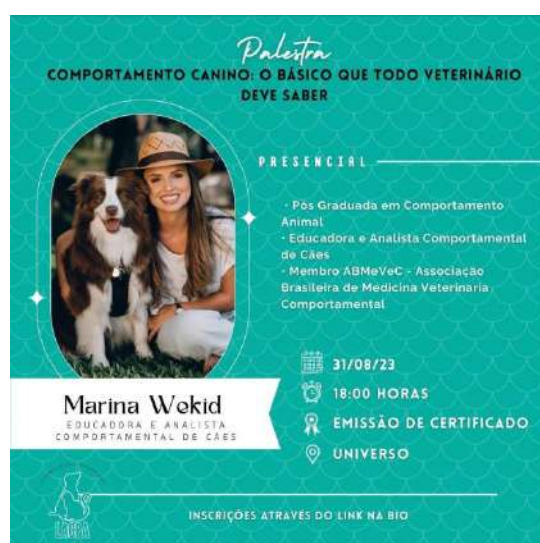 Palestra
COMPORTAMENTO CANINO: O BÁSICO QUE TODO VETERINÁRIO
DEVE SABER
PRESENCIAL
• Pós Graduada em Comportamento
Animal
• Educadora e Analista Comportamental
de Cães
• Membro ABMeVeC - Associação
Brasileira de Medicina Veterinaria
Comportamental
31/08/23
18:00 HORAS
EMISSÃO DE CERTIFICADO
UNIVERSO
Marina Wekid
EDUCADORA E ANALISTA
COMPORTAMENTAL DE CÃES
INSCRIÇÕES ATRAVÉS DO LINK NA BIO